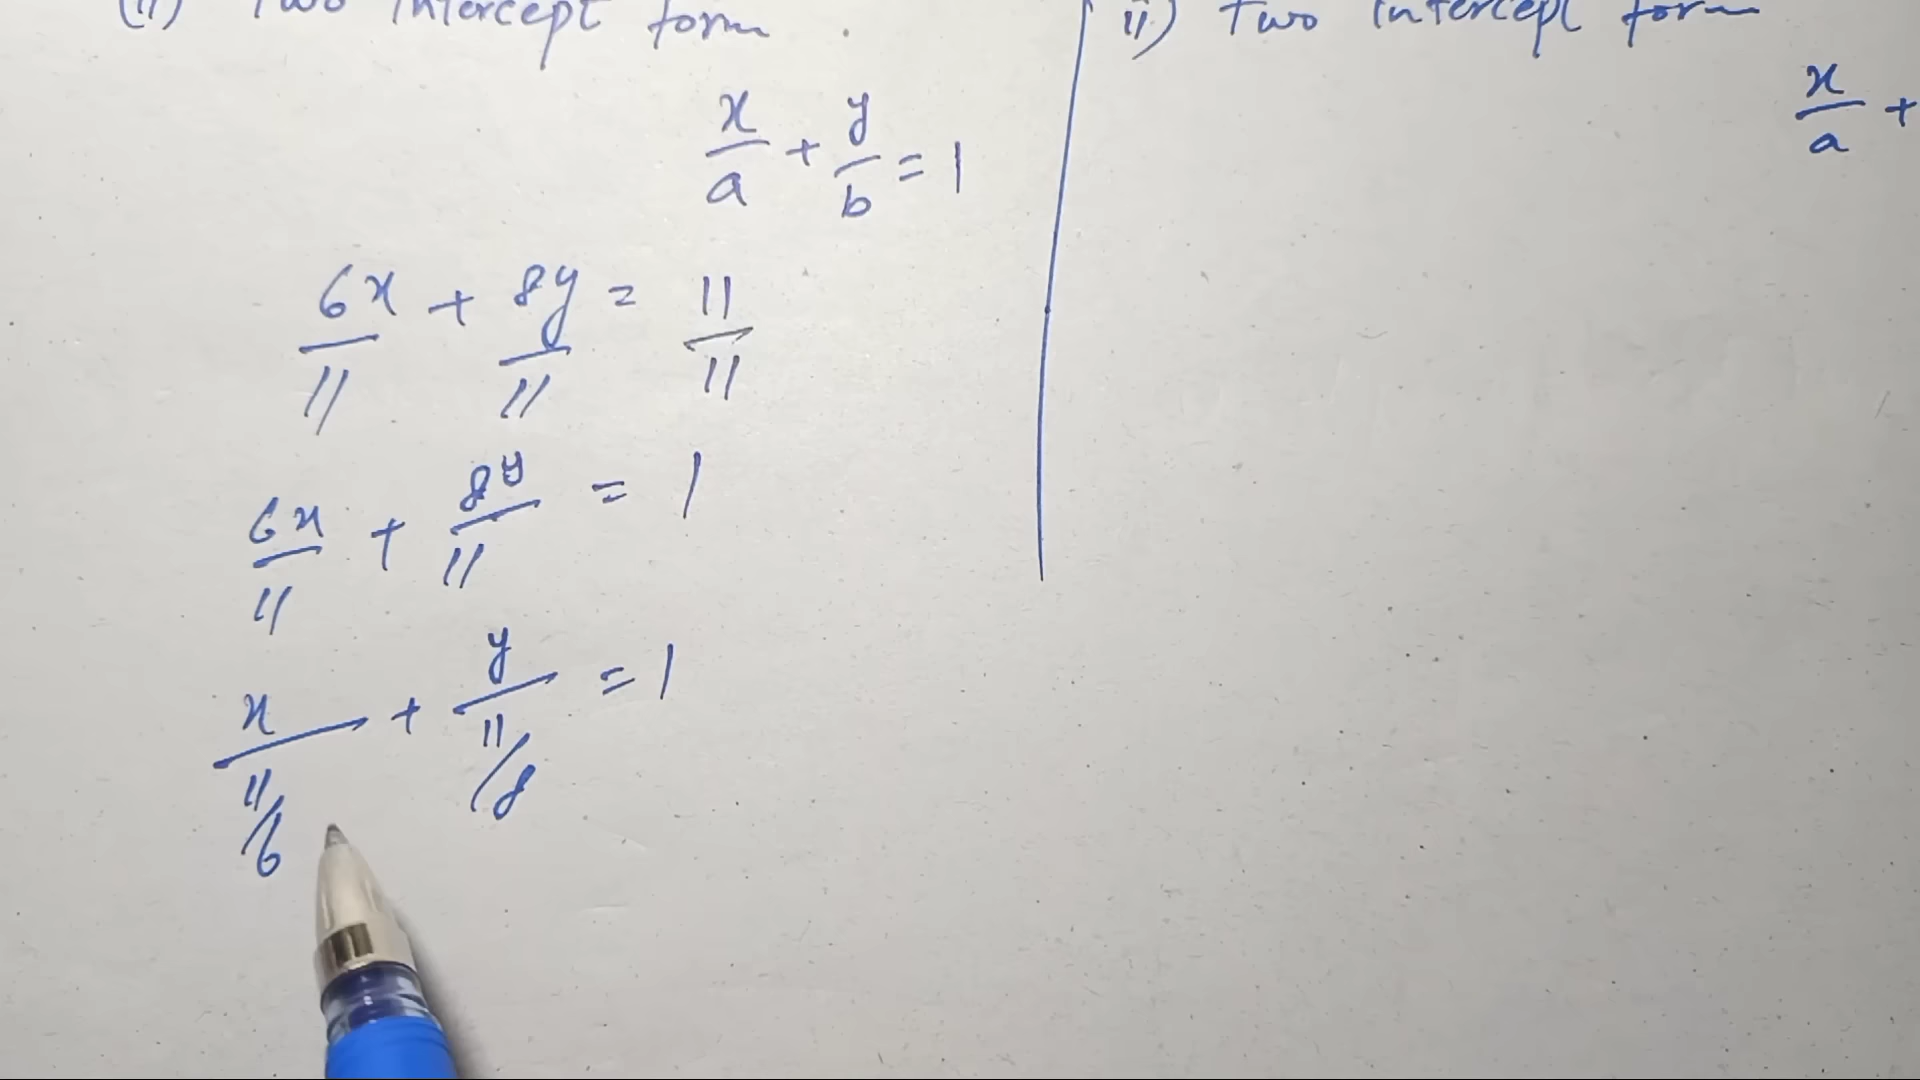 (ii) Two Intercept form .
x/a + y/b = 1
6x/11 + 8y/11 = 11/11
6x/11 + 8y/11 = 1
x/11/6 + y/11/8 = 1
ii) Two Intercept form
x/a +